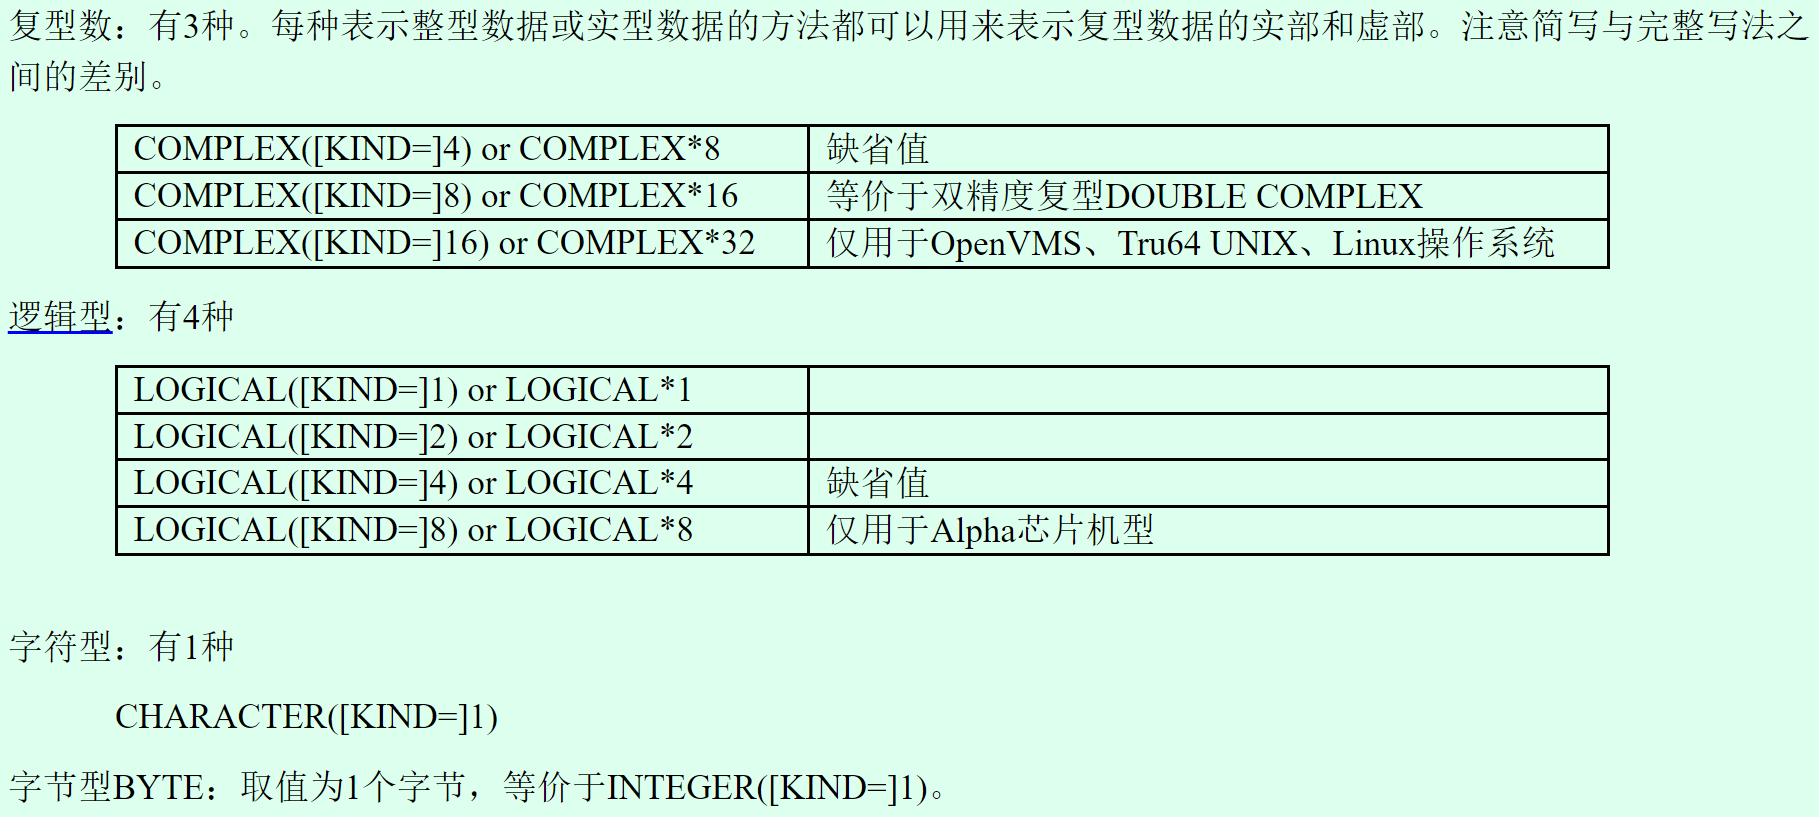 复型数：有3种。每种表示整型数据或实型数据的方法都可以用来表示复型数据的实部和虚部。注意简写与完整写法之
间的差别。
COMPLEX([KIND=]4) or COMPLEX*8 缺省值
COMPLEX([KIND=]8) or COMPLEX*16 等价于双精度复型DOUBLE COMPLEX
COMPLEX([KIND=]16) or COMPLEX*32 仅用于OpenVMS、Tru64 UNIX、Linux操作系统
逻辑型：有4种
LOGICAL([KIND=]1) or LOGICAL*1
LOGICAL([KIND=]2) or LOGICAL*2
LOGICAL([KIND=]4) or LOGICAL*4 缺省值
LOGICAL([KIND=]8) or LOGICAL*8 仅用于Alpha芯片机型
字符型：有1种
CHARACTER([KIND=]1)
字节型BYTE：取值为1个字节，等价于INTEGER([KIND=]1)。